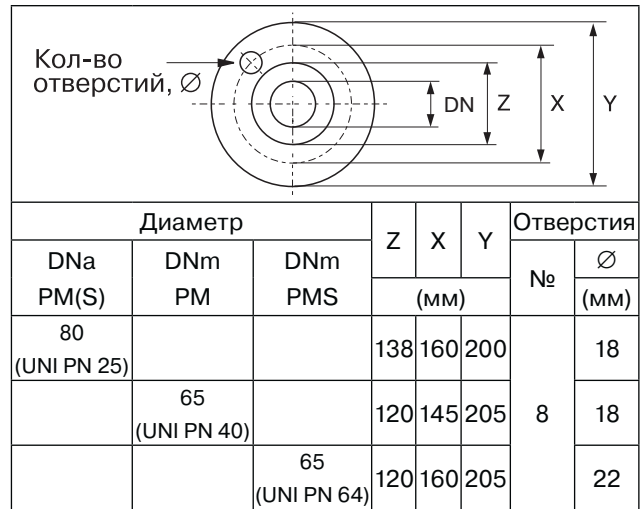 Кол-во
отверстий, ∅
DN Z X Y
Диаметр Z X Y Отверстия
DNa DNm DNm № ∅
PM(S) PM PMS (мм) (мм)
80
(UNI PN 25) 138 160 200 18
65
(UNI PN 40) 120 145 205 8 18
65
(UNI PN 64) 120 160 205 22